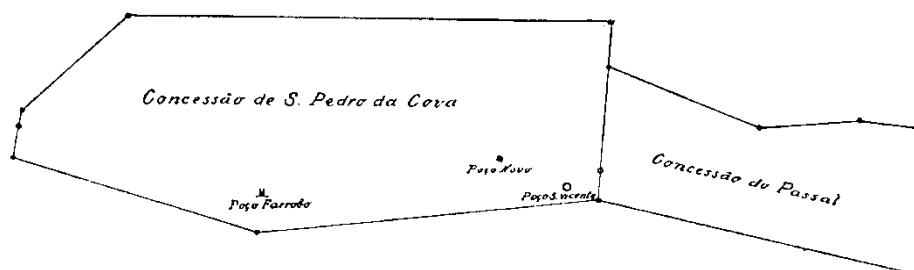 Concessão de S. Pedro da Cova
Poço Novo
Concessão do Passal
Poço Farrobo
Poço S. Vicente